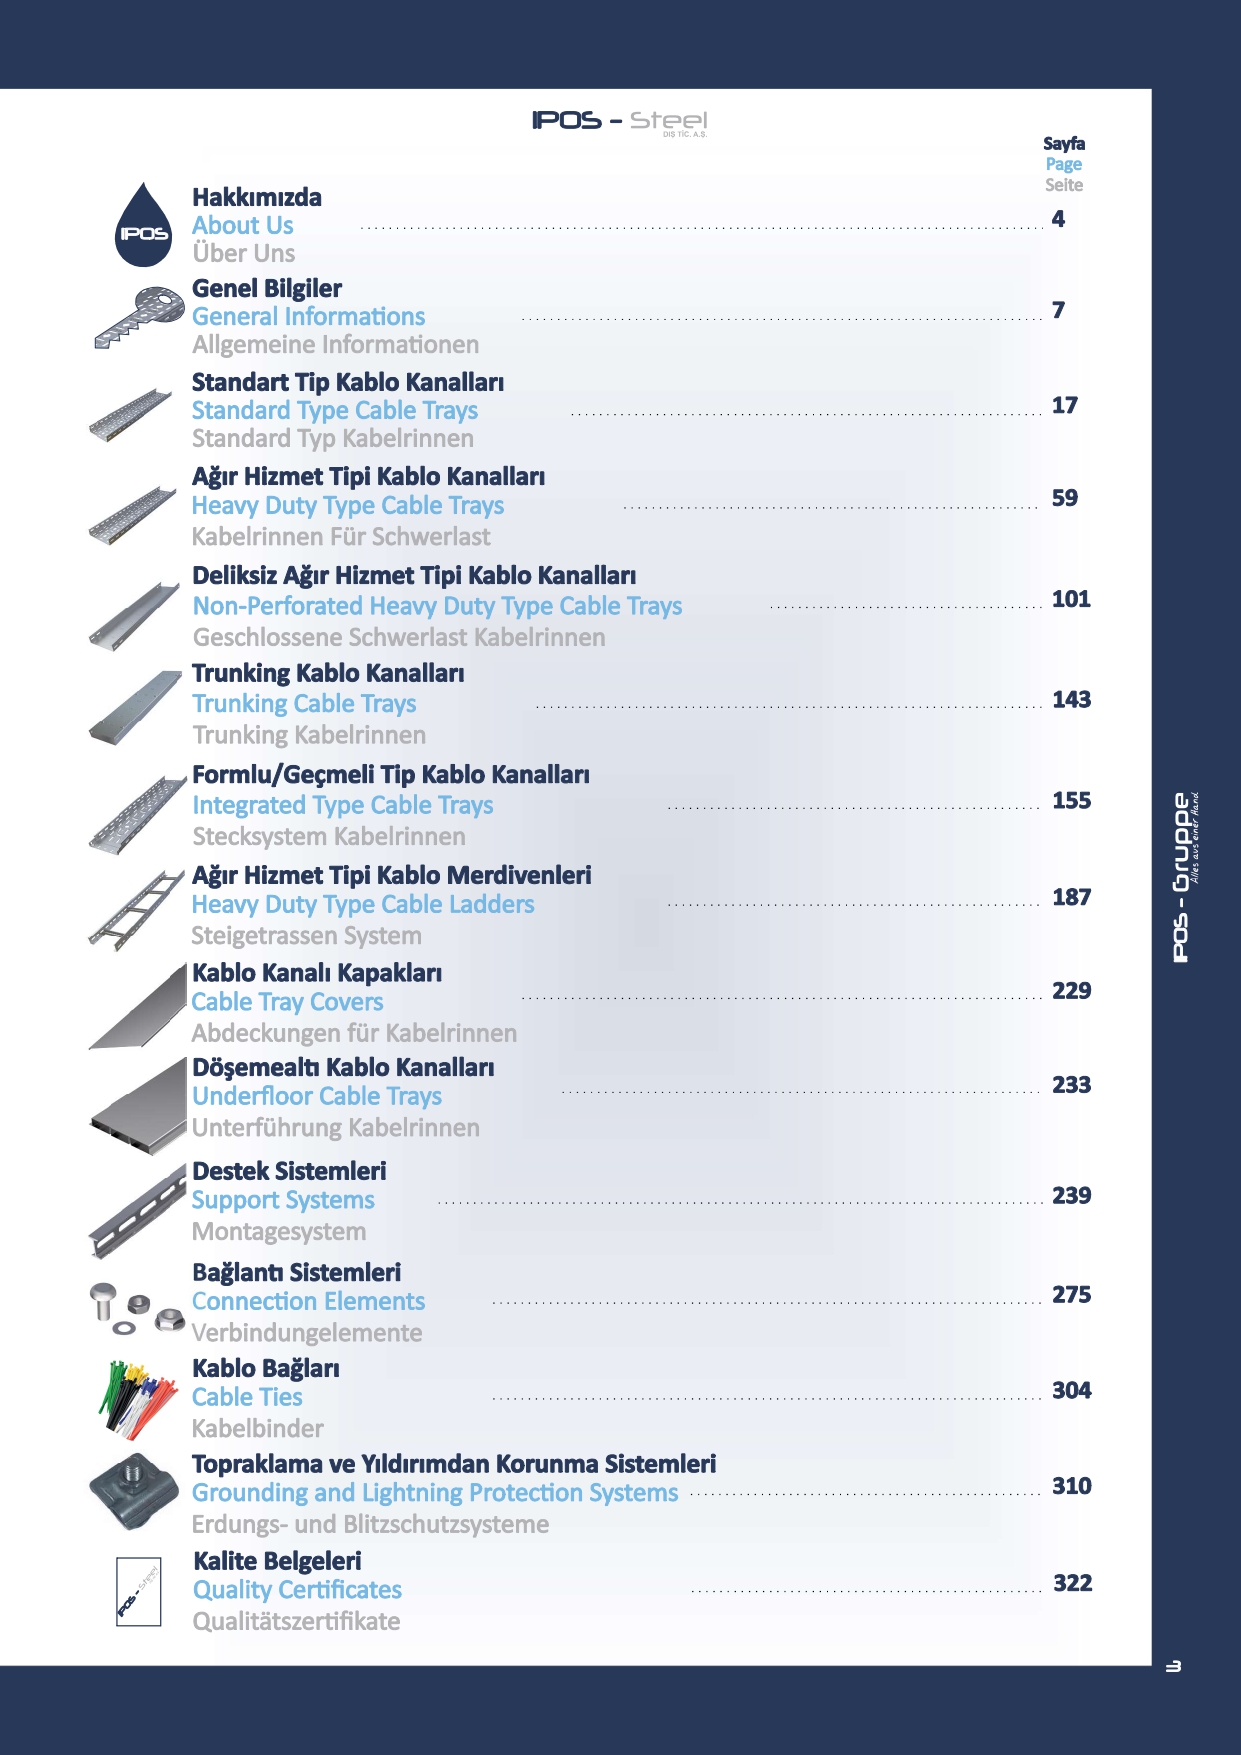 IPOS - Steel
DIŞ TİC. A.Ş.
Sayfa
Page
Seite
IPOS
Hakkımızda
About Us
Über Uns
4
Genel Bilgiler
General Informations
Allgemeine Informationen
7
Standart Tip Kablo Kanalları
Standard Type Cable Trays
Standard Typ Kabelrinnen
17
Ağır Hizmet Tipi Kablo Kanalları
Heavy Duty Type Cable Trays
Kabelrinnen Für Schwerlast
59
Deliksiz Ağır Hizmet Tipi Kablo Kanalları
Non-Perforated Heavy Duty Type Cable Trays
Geschlossene Schwerlast Kabelrinnen
101
Trunking Kablo Kanalları
Trunking Cable Trays
Trunking Kabelrinnen
143
Formlu/Geçmeli Tip Kablo Kanalları
Integrated Type Cable Trays
Stecksystem Kabelrinnen
155
Ağır Hizmet Tipi Kablo Merdivenleri
Heavy Duty Type Cable Ladders
Steigetrassen System
187
Kablo Kanalı Kapakları
Cable Tray Covers
Abdeckungen für Kabelrinnen
229
Döşemealtı Kablo Kanalları
Underfloor Cable Trays
Unterführung Kabelrinnen
233
Destek Sistemleri
Support Systems
Montagesystem
239
Bağlantı Sistemleri
Connection Elements
Verbindungelemente
275
Kablo Bağları
Cable Ties
Kabelbinder
304
Topraklama ve Yıldırımdan Korunma Sistemleri
Grounding and Lightning Protection Systems
Erdungs- und Blitzschutzsysteme
310
IPOS - Steel
Kalite Belgeleri
Quality Certificates
Qualitätszertifikate
322
IPOS - Gruppe
Alles aus einer Hand
3